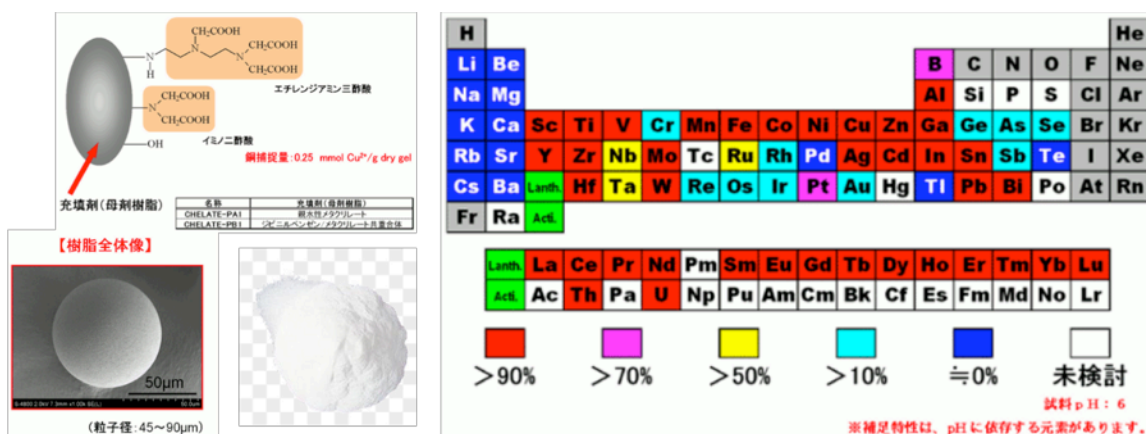 CH₂COOH
N
CH₂COOH
N
N
H
CH₂COOH
エチレンジアミン三酢酸
CH₂COOH
N
CH₂COOH
イミノ二酢酸
OH
銅捕捉量:0.25 mmol Cu²⁺/g dry gel
充填剤(母剤樹脂)
名称 充填剤(母剤樹脂)
CHELATE-PA1 親水性メタクリレート
CHELATE-PB1 ジビニルベンゼン/メタクリレート共重合体
【樹脂全体像】
50μm
(粒子径:45~90μm)
H He
Li Be B C N O F Ne
Na Mg Al Si P S Cl Ar
K Ca Sc Ti V Cr Mn Fe Co Ni Cu Zn Ga Ge As Se Br Kr
Rb Sr Y Zr Nb Mo Tc Ru Rh Pd Ag Cd In Sn Sb Te I Xe
Cs Ba Lanth. Hf Ta W Re Os Ir Pt Au Hg Tl Pb Bi Po At Rn
Fr Ra Acti.
Lanth. La Ce Pr Nd Pm Sm Eu Gd Tb Dy Ho Er Tm Yb Lu
Acti. Ac Th Pa U Np Pu Am Cm Bk Cf Es Fm Md No Lr
>90% >70% >50% >10% ≒0% 未検討
試料pH:6
※補足特性は、pHに依存する元素があります。